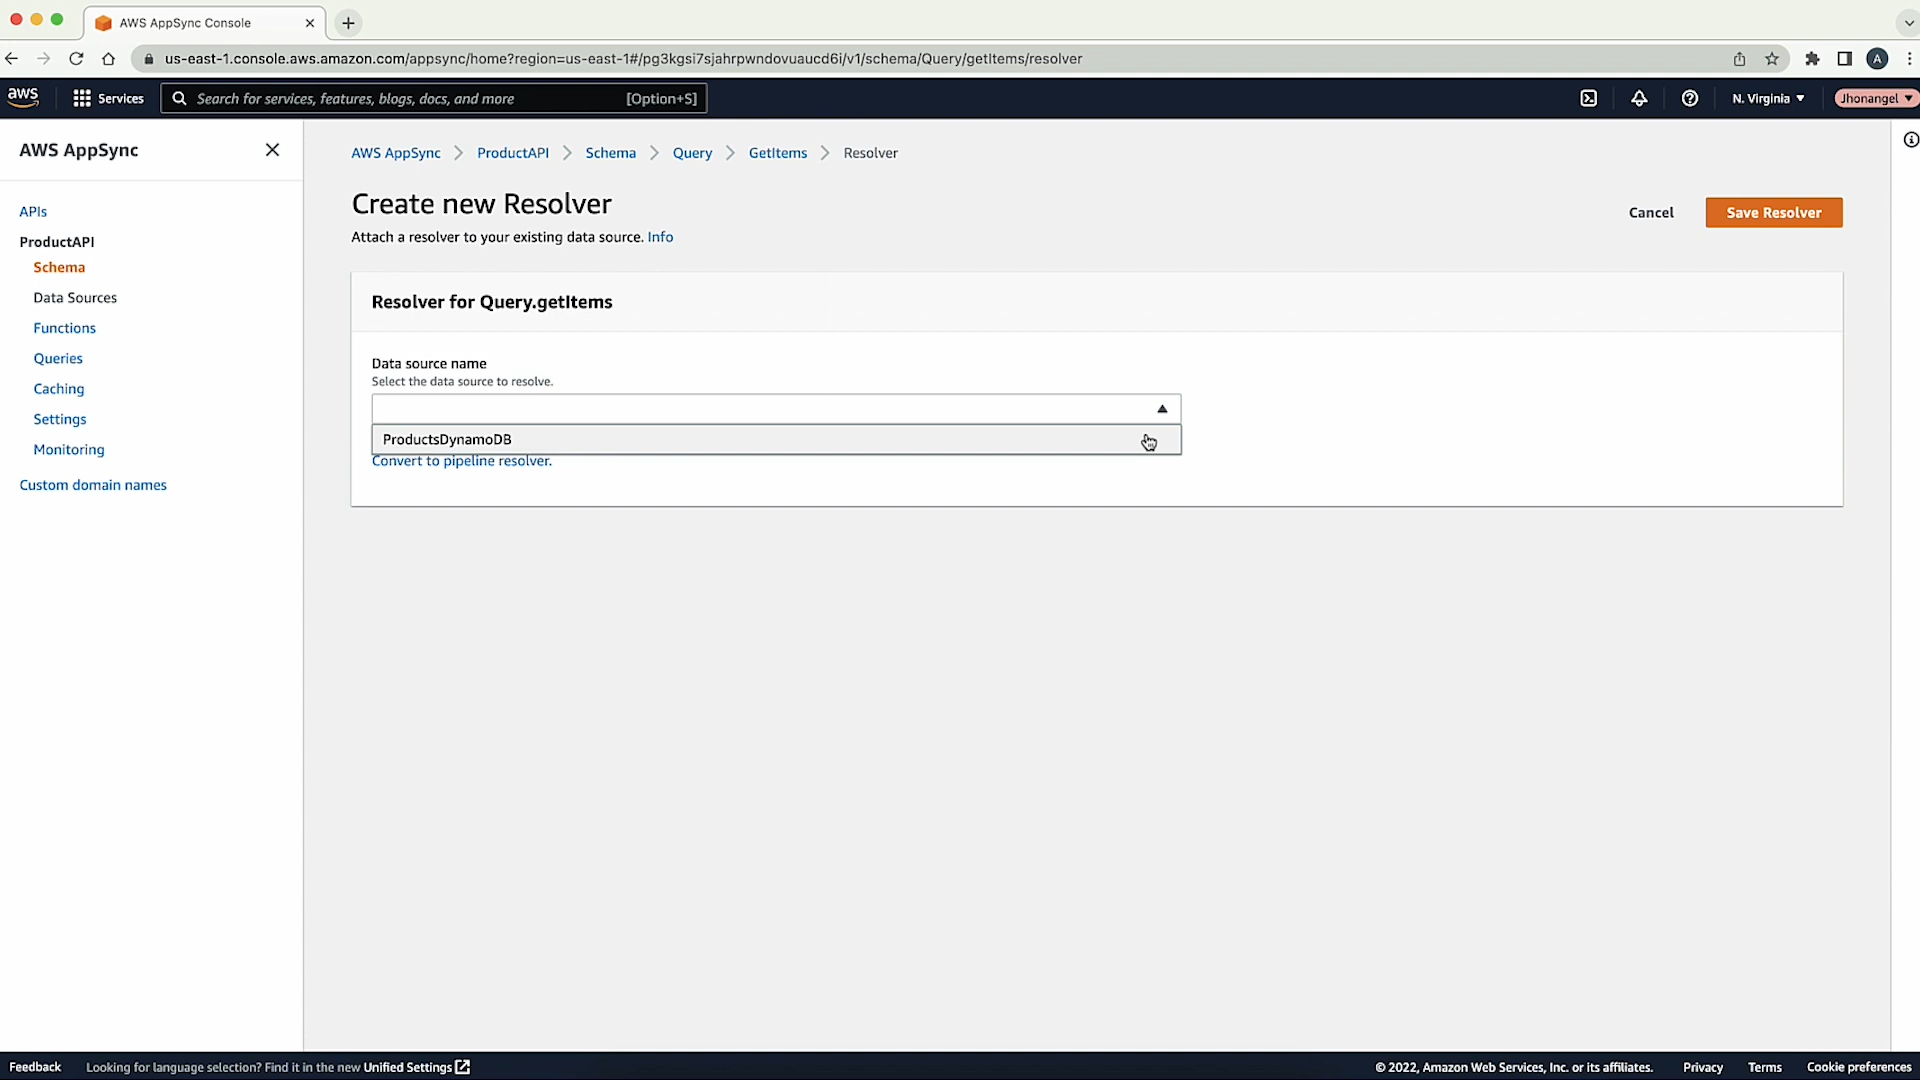 AWS AppSync Console
us-east-1.console.aws.amazon.com/appsync/home?region=us-east-1#/pg3kgsi7sjahrpwndovuaucd6i/v1/schema/Query/getItems/resolver
A
aws
Services
Search for services, features, blogs, docs, and more
[Option+S]
N. Virginia
Jhonangel
AWS AppSync
APIs
ProductAPI
Schema
Data Sources
Functions
Queries
Caching
Settings
Monitoring
Custom domain names
AWS AppSync
ProductAPI
Schema
Query
GetItems
Resolver
Create new Resolver
Attach a resolver to your existing data source. Info
Cancel
Save Resolver
Resolver for Query.getItems
Data source name
Select the data source to resolve.
ProductsDynamoDB
Convert to pipeline resolver.
Feedback
Looking for language selection? Find it in the new Unified Settings
© 2022, Amazon Web Services, Inc. or its affiliates.
Privacy
Terms
Cookie preferences